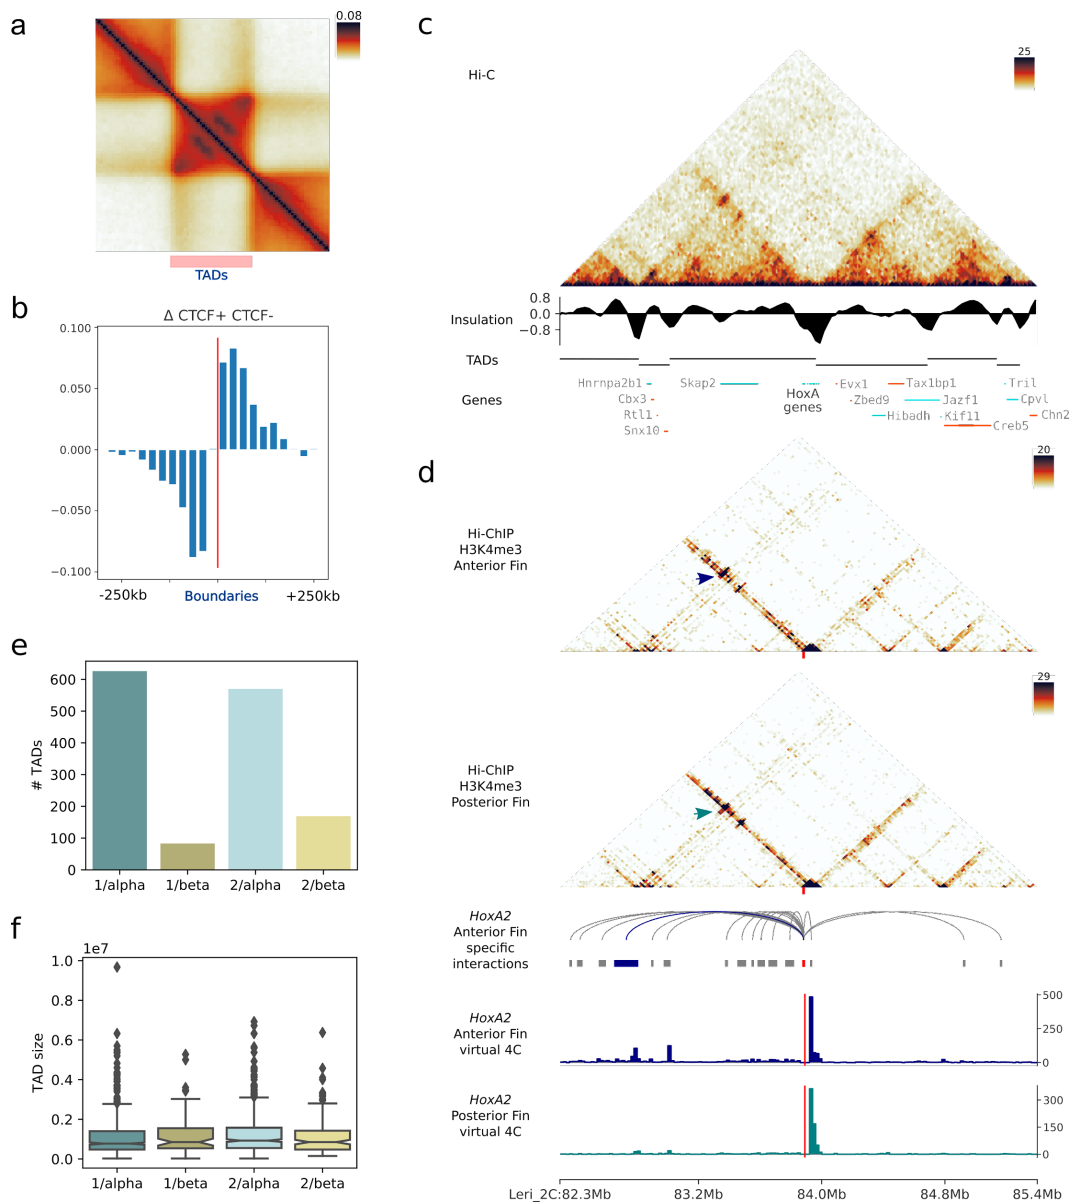 a
0.08
TADs
b
Δ CTCF+ CTCF-
0.100
0.050
0.000
−0.050
−0.100
-250kb
Boundaries
+250kb
c
Hi-C
25
Insulation
0.8
0.0
−0.8
TADs
Genes
Hnrnpa2b1
Cbx3
Rtl1
Snx10
Skap2
HoxA
genes
Evx1
Zbed9
Hibadh
Tax1bp1
Jazf1
Kif11
Creb5
Tril
Cpvl
Chn2
d
20
Hi-ChIP
H3K4me3
Anterior Fin
29
Hi-ChIP
H3K4me3
Posterior Fin
HoxA2
Anterior Fin
specific
interactions
HoxA2
Anterior Fin
virtual 4C
500
250
0
HoxA2
Posterior Fin
virtual 4C
300
150
0
Leri_2C:82.3Mb
83.2Mb
84.0Mb
84.8Mb
85.4Mb
e
# TADs
600
500
400
300
200
100
0
1/alpha
1/beta
2/alpha
2/beta
f
1e7
TAD size
1.0
0.8
0.6
0.4
0.2
0.0
1/alpha
1/beta
2/alpha
2/beta